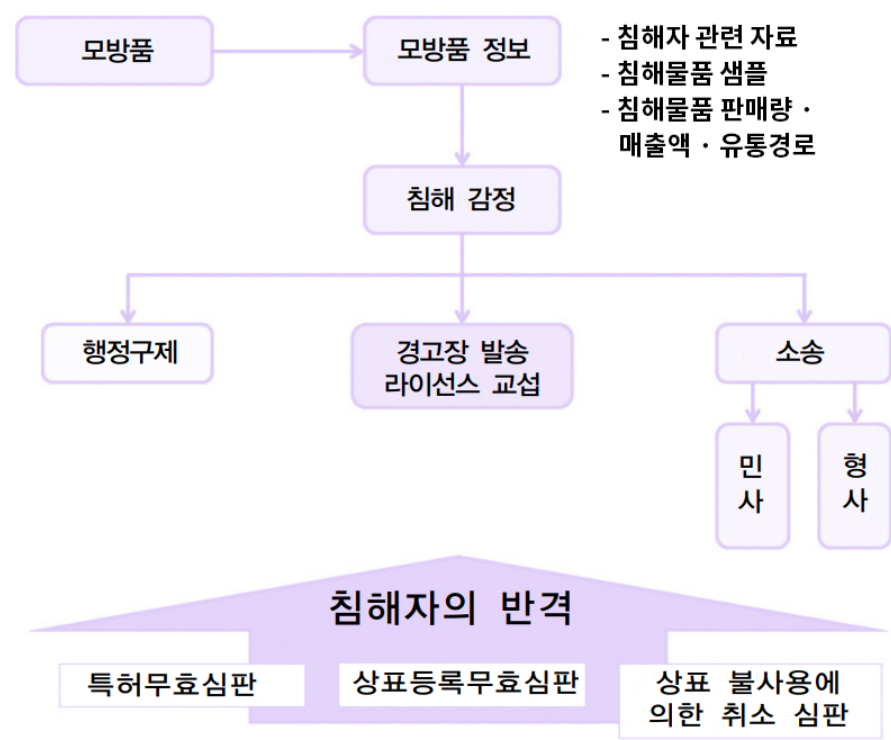 모방품
모방품 정보
- 침해자 관련 자료
- 침해물품 샘플
- 침해물품 판매량 ·
매출액 · 유통경로
침해 감정
행정구제
경고장 발송
라이선스 교섭
소송
민
사
형
사
침해자의 반격
특허무효심판
상표등록무효심판
상표 불사용에
의한 취소 심판